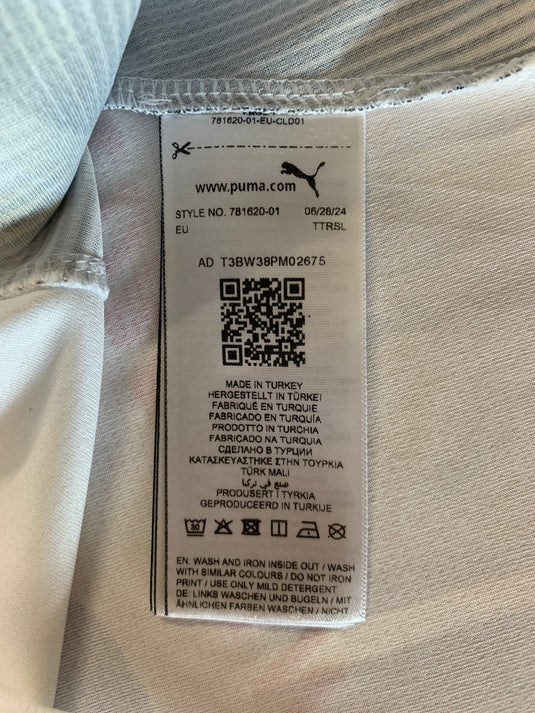 781620-01-EU-CLD01
www.puma.com
STYLE NO. 781620-01 06/28/24
EU TTRSL
AD T3BW38PM02675
MADE IN TURKEY
HERGESTELLT IN TÜRKEI
FABRIQUÉ EN TURQUIE
FABRICADO EN TURQUÍA
PRODOTTO IN TURCHIA
FABRICADO NA TURQUIA
СДЕЛАНО В ТУРЦИИ
ΚΑΤΑΣΚΕΥΑΣΤΗΚΕ ΣΤΗΝ ΤΟΥΡΚΙΑ
TÜRK MALI
صنع في تركيا
PRODUSERT I TYRKIA
GEPRODUCEERD IN TURKIJE
30
EN: WASH AND IRON INSIDE OUT / WASH
WITH SIMILAR COLOURS / DO NOT IRON
PRINT / USE ONLY MILD DETERGENT
DE: LINKS WASCHEN UND BÜGELN / MIT
ÄHNLICHEN FARBEN WASCHEN / NICHT